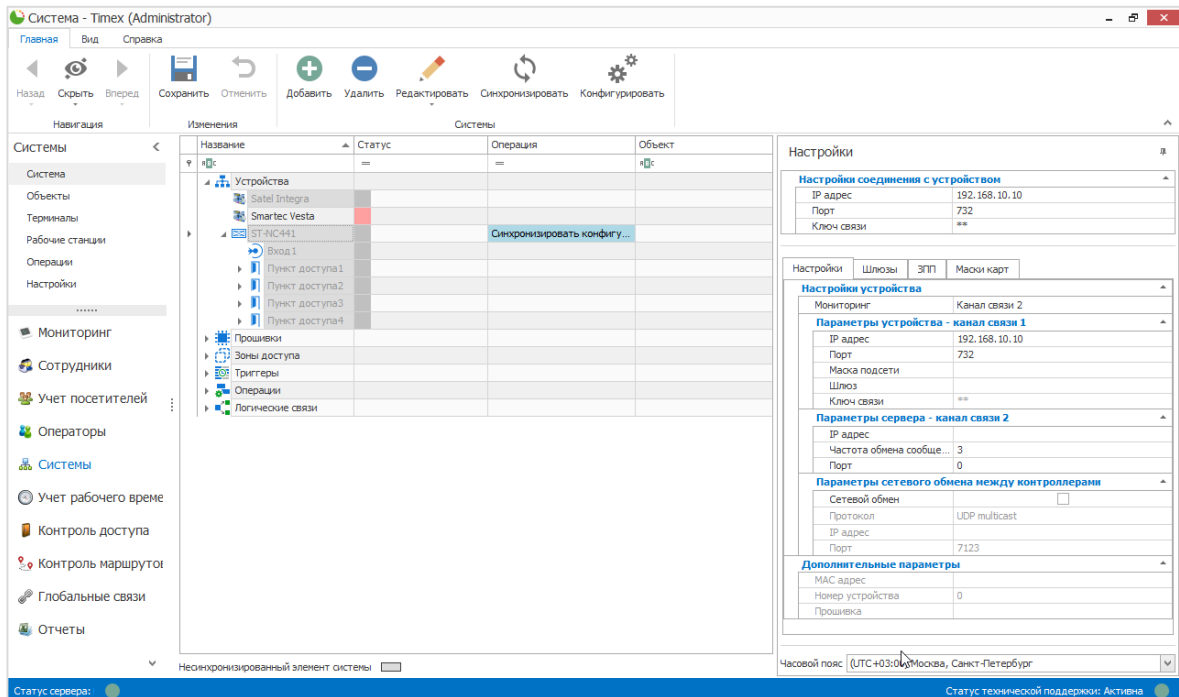 Система - Timex (Administrator)
Главная Вид Справка
Назад Скрыть Вперед Сохранить Отменить Добавить Удалить Редактировать Синхронизировать Конфигурировать
Навигация Изменения Системы
Системы
Система
Объекты
Терминалы
Рабочие станции
Операции
Настройки
Мониторинг
Сотрудники
Учет посетителей
Операторы
Системы
Учет рабочего време
Контроль доступа
Контроль маршрутов
Глобальные связи
Отчеты
Название Статус Операция Объект
= =
Устройства
Satel Integra
Smartec Vesta
ST-NC441 Синхронизировать конфигу...
Вход1
Пункт доступа1
Пункт доступа2
Пункт доступа3
Пункт доступа4
Прошивки
Зоны доступа
Триггеры
Операции
Логические связи
Несинхронизированный элемент системы
Настройки
Настройки соединения с устройством
IP адрес 192.168.10.10
Порт 732
Ключ связи **
Настройки Шлюзы ЗПП Маски карт
Настройки устройства
Мониторинг Канал связи 2
Параметры устройства - канал связи 1
IP адрес 192.168.10.10
Порт 732
Маска подсети
Шлюз
Ключ связи **
Параметры сервера - канал связи 2
IP адрес
Частота обмена сообще... 3
Порт 0
Параметры сетевого обмена между контроллерами
Сетевой обмен
Протокол UDP multicast
IP адрес
Порт 7123
Дополнительные параметры
MAC адрес
Номер устройства 0
Прошивка
Часовой пояс (UTC+03:00) Москва, Санкт-Петербург
Статус сервера: Статус технической поддержки: Активна